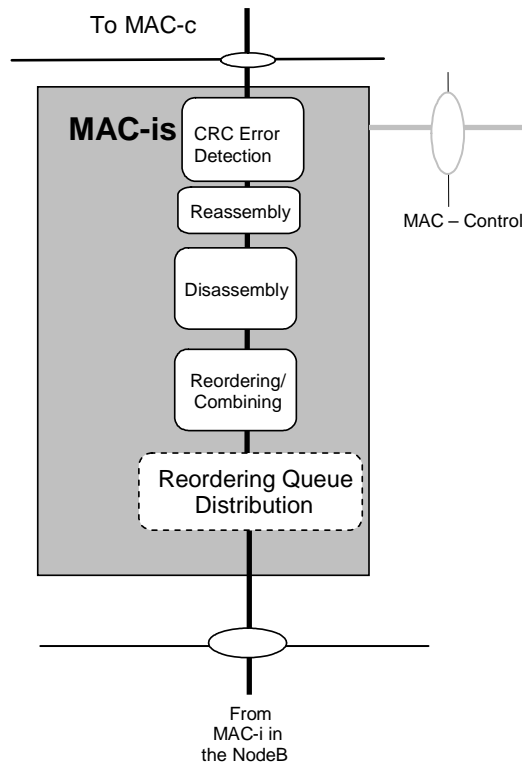 To MAC-c
MAC-is
CRC Error
Detection
Reassembly
MAC – Control
Disassembly
Reordering/
Combining
Reordering Queue
Distribution
From
MAC-i in
the NodeB